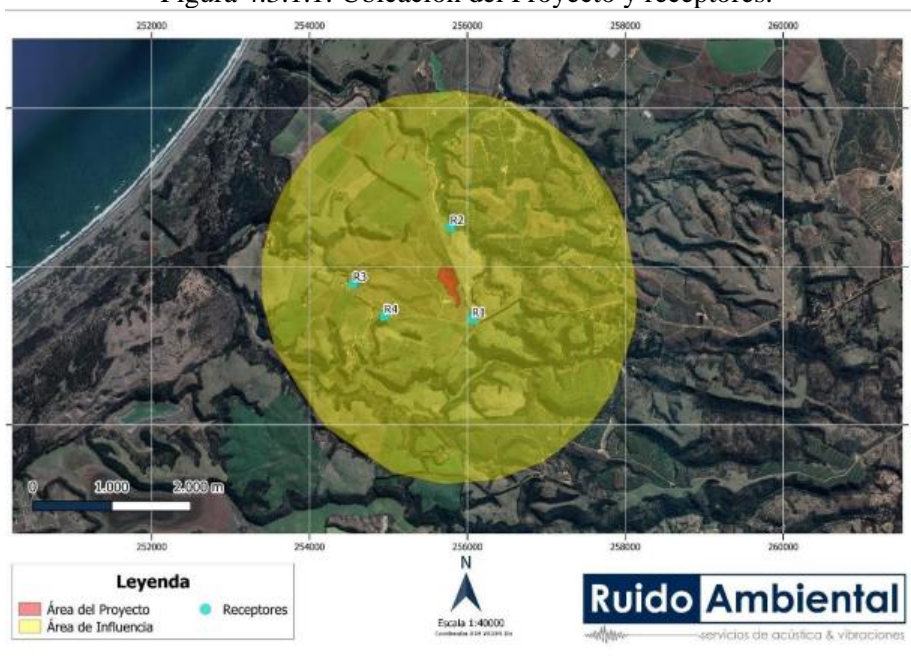 Figura 4.3.1.1. Ubicación del Proyecto y receptores.
252000 254000 256000 258000 260000
R2
R3
R4
R1
0 1.000 2.000 m
252000 254000 256000 258000 260000
Leyenda
Área del Proyecto
Receptores
Área de Influencia
N
Escala 1:40000
Ruido Ambiental
servicios de acústica & vibraciones